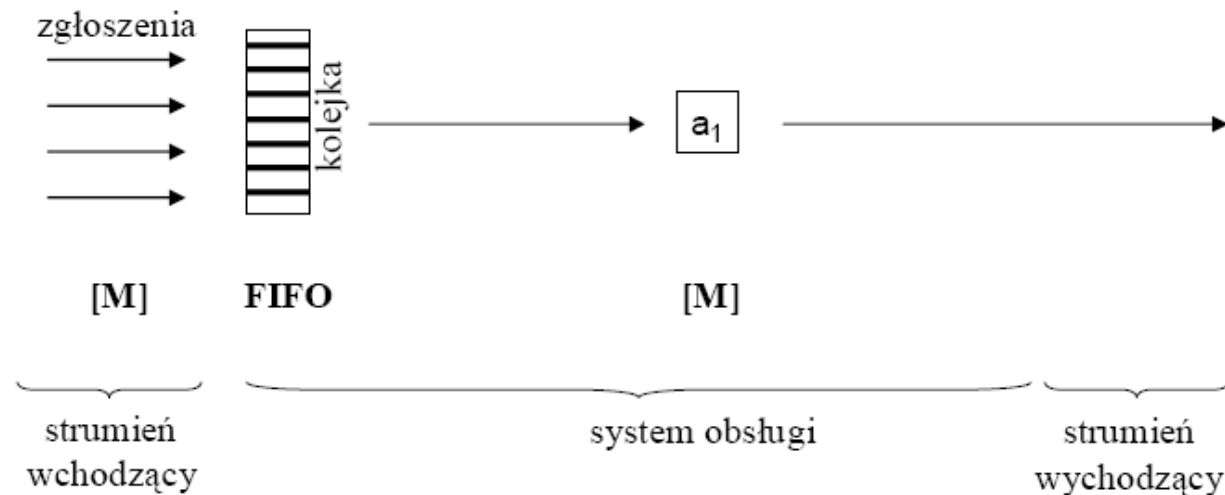 zgłoszenia
kolejka
a₁
[M]
FIFO
[M]
strumień
wchodzący
system obsługi
strumień
wychodzący